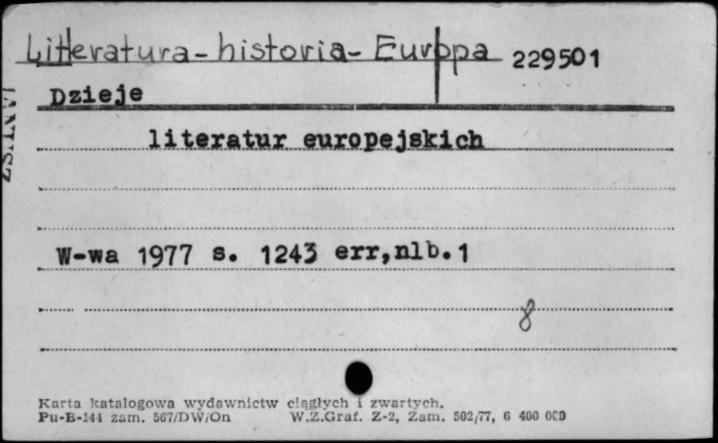 Litteratura - historia - Europa 229501
Dzieje
literatur europejskich
W-wa 1977 s. 1243 err,nlb.1
8
Karta katalogowa wydawnictw ciągłych i zwartych.
Pu-B-144 zam. 567/DW/On W.Z.Graf. Z-2, Zam. 502/77, 6 400 000